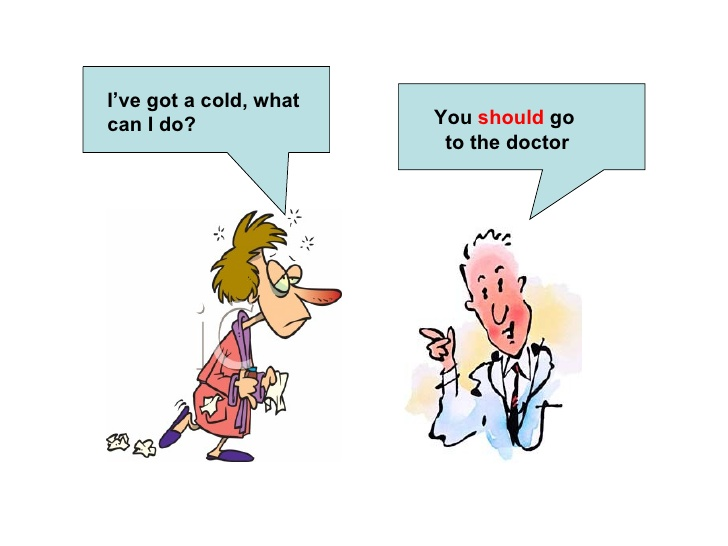 I’ve got a cold, what
can I do?
You should go
to the doctor